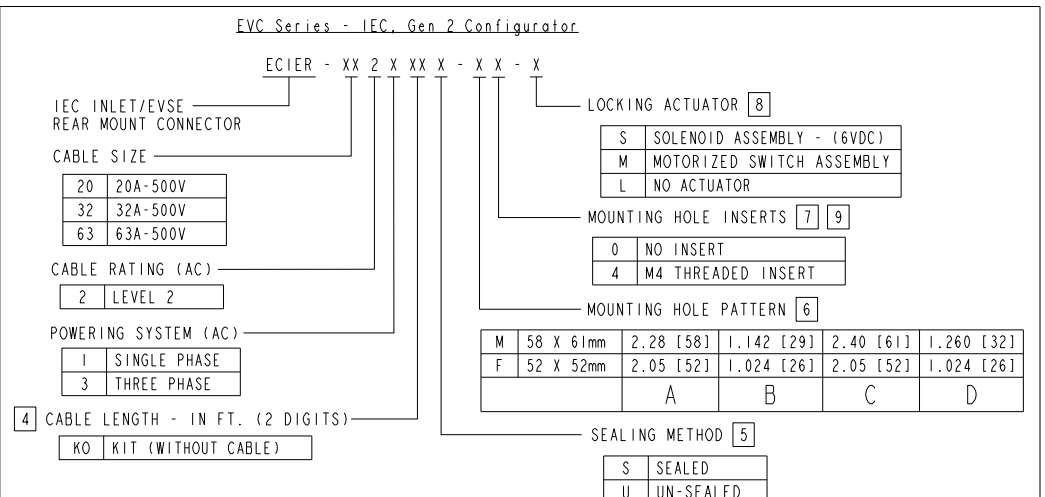 EVC Series - IEC, Gen 2 Configurator
ECIER - XX 2 X XX X - X X - X
IEC INLET/EVSE
REAR MOUNT CONNECTOR
CABLE SIZE
20 20A-500V
32 32A-500V
63 63A-500V
CABLE RATING (AC)
2 LEVEL 2
POWERING SYSTEM (AC)
1 SINGLE PHASE
3 THREE PHASE
4 CABLE LENGTH - IN FT. (2 DIGITS)
K0 KIT (WITHOUT CABLE)
LOCKING ACTUATOR 8
S SOLENOID ASSEMBLY - (6VDC)
M MOTORIZED SWITCH ASSEMBLY
L NO ACTUATOR
MOUNTING HOLE INSERTS 7 9
0 NO INSERT
4 M4 THREADED INSERT
MOUNTING HOLE PATTERN 6
M 58 X 61mm 2.28 [58] 1.142 [29] 2.40 [61] 1.260 [32]
F 52 X 52mm 2.05 [52] 1.024 [26] 2.05 [52] 1.024 [26]
A B C D
SEALING METHOD 5
S SEALED
U UN-SEALED